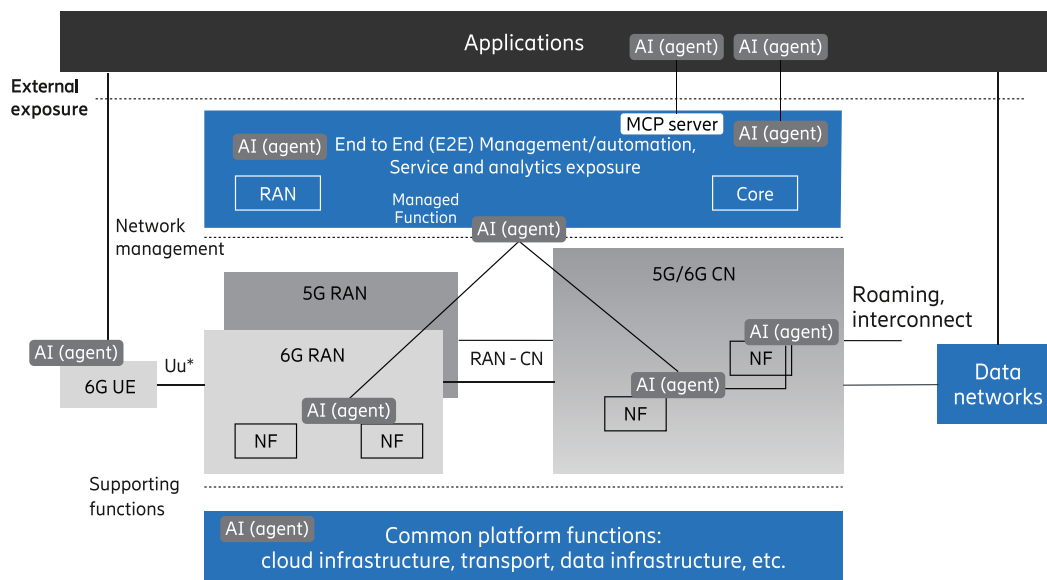 Applications
AI (agent)
AI (agent)
External
exposure
MCP server
AI (agent)
AI (agent)
End to End (E2E) Management/automation,
Service and analytics exposure
RAN
Managed
Function
Core
Network
management
AI (agent)
5G RAN
5G/6G CN
Roaming,
interconnect
AI (agent)
6G UE
Uu*
6G RAN
RAN - CN
AI (agent)
NF
AI (agent)
NF
AI (agent)
NF
NF
Data
networks
Supporting
functions
AI (agent)
Common platform functions:
cloud infrastructure, transport, data infrastructure, etc.